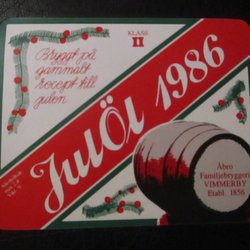 KLASS
II
Bryggt på
gammalt
recept till
julen
JulÖl 1986
Åbro
Familjebryggeri
VIMMERBY
Etabl. 1856